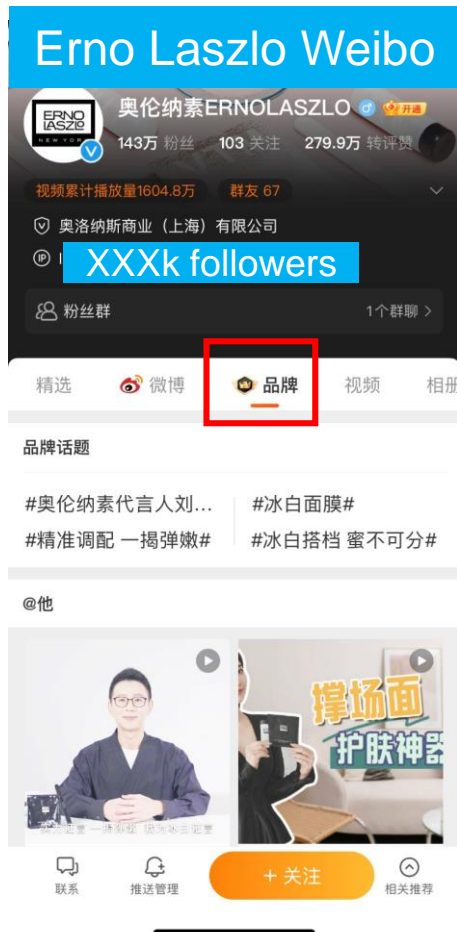 Erno Laszlo Weibo
ERNO
LASZLO
NEW YORK
奥伦纳素ERNOLASZLO
开通
143万 粉丝 103 关注 279.9万 转评赞
视频累计播放量1604.8万 群友 67
奥洛纳斯商业（上海）有限公司
IP
XXXk followers
粉丝群 1个群聊
精选 微博 品牌 视频 相册
品牌话题
#奥伦纳素代言人刘... #冰白面膜#
#精准调配 一揭弹嫩# #冰白搭档 蜜不可分#
@他
撑场面
护肤神器
+ 关注
联系 推送管理 相关推荐